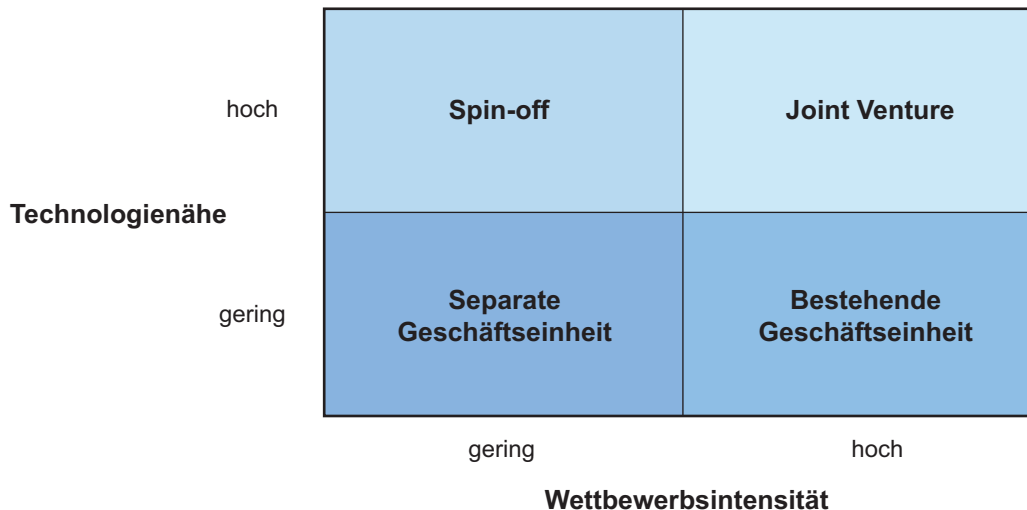 hoch
Spin-off
Joint Venture
Technologienähe
gering
Separate
Geschäftseinheit
Bestehende
Geschäftseinheit
gering
hoch
Wettbewerbsintensität